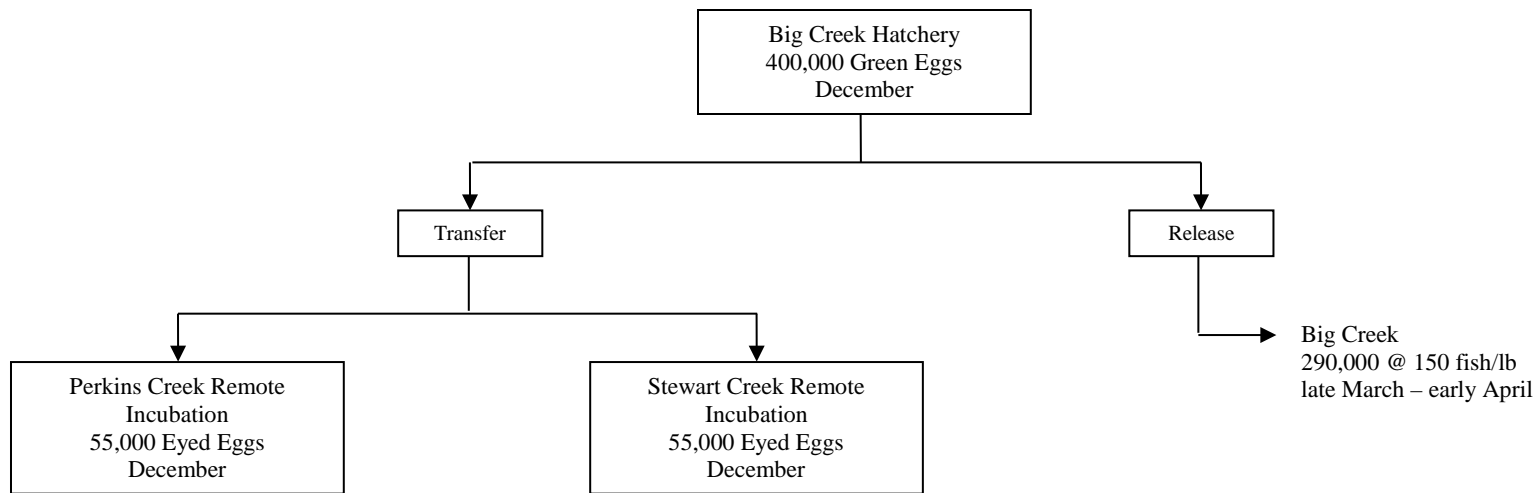 Big Creek Hatchery
400,000 Green Eggs
December
Transfer
Release
Big Creek
290,000 @ 150 fish/lb
late March – early April
Perkins Creek Remote
Incubation
55,000 Eyed Eggs
December
Stewart Creek Remote
Incubation
55,000 Eyed Eggs
December